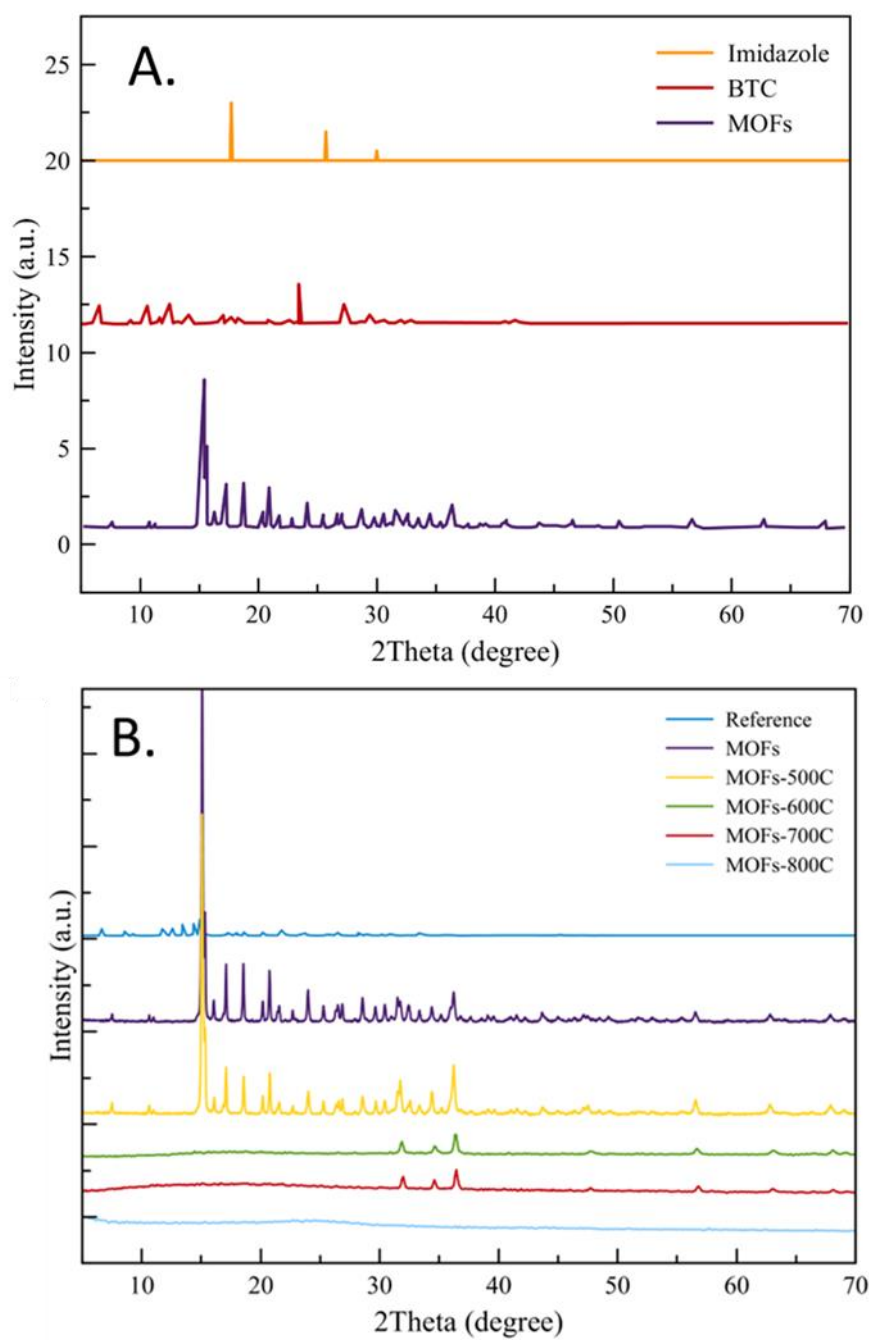 A.
Imidazole
BTC
MOFs
25
20
15
10
5
0
Intensity (a.u.)
10 20 30 40 50 60 70
2Theta (degree)
B.
Reference
MOFs
MOFs-500C
MOFs-600C
MOFs-700C
MOFs-800C
Intensity (a.u.)
10 20 30 40 50 60 70
2Theta (degree)